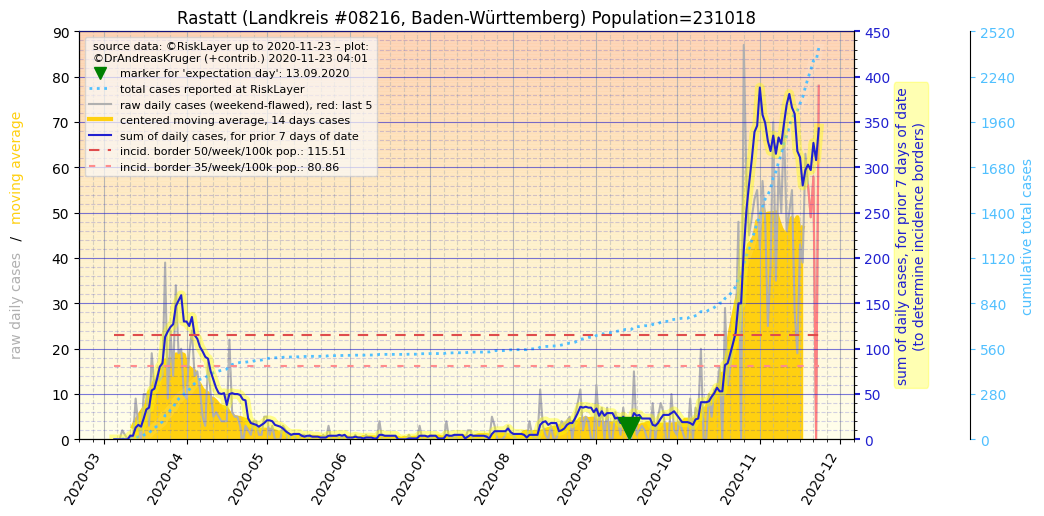 Rastatt (Landkreis #08216, Baden-Württemberg) Population=231018
source data: ©RiskLayer up to 2020-11-23 – plot:
©DrAndreasKruger (+contrib.) 2020-11-23 04:01
marker for 'expectation day': 13.09.2020
total cases reported at RiskLayer
raw daily cases (weekend-flawed), red: last 5
centered moving average, 14 days cases
sum of daily cases, for prior 7 days of date
incid. border 50/week/100k pop.: 115.51
incid. border 35/week/100k pop.: 80.86
raw daily cases / moving average
90
80
70
60
50
40
30
20
10
0
2020-03
2020-04
2020-05
2020-06
2020-07
2020-08
2020-09
2020-10
2020-11
2020-12
450
400
350
300
250
200
150
100
50
0
sum of daily cases, for prior 7 days of date
(to determine incidence borders)
2520
2240
1960
1680
1400
1120
840
560
280
0
cumulative total cases